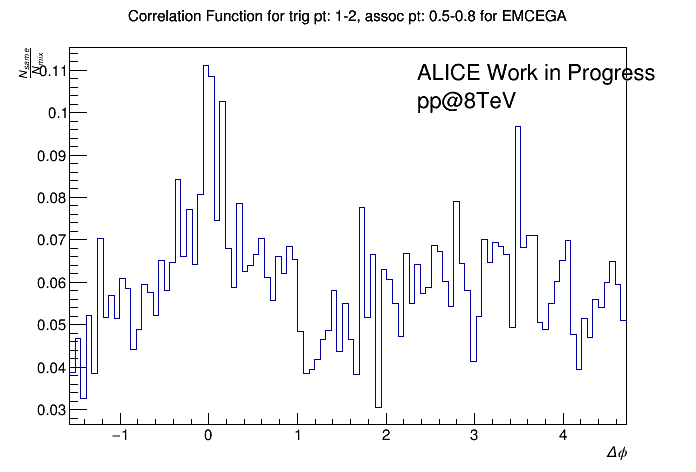 Correlation Function for trig pt: 1-2, assoc pt: 0.5-0.8 for EMCEGA
N_same
N_mix
ALICE Work in Progress
pp@8TeV
0.11
0.1
0.09
0.08
0.07
0.06
0.05
0.04
0.03
−1 0 1 2 3 4
Δϕ